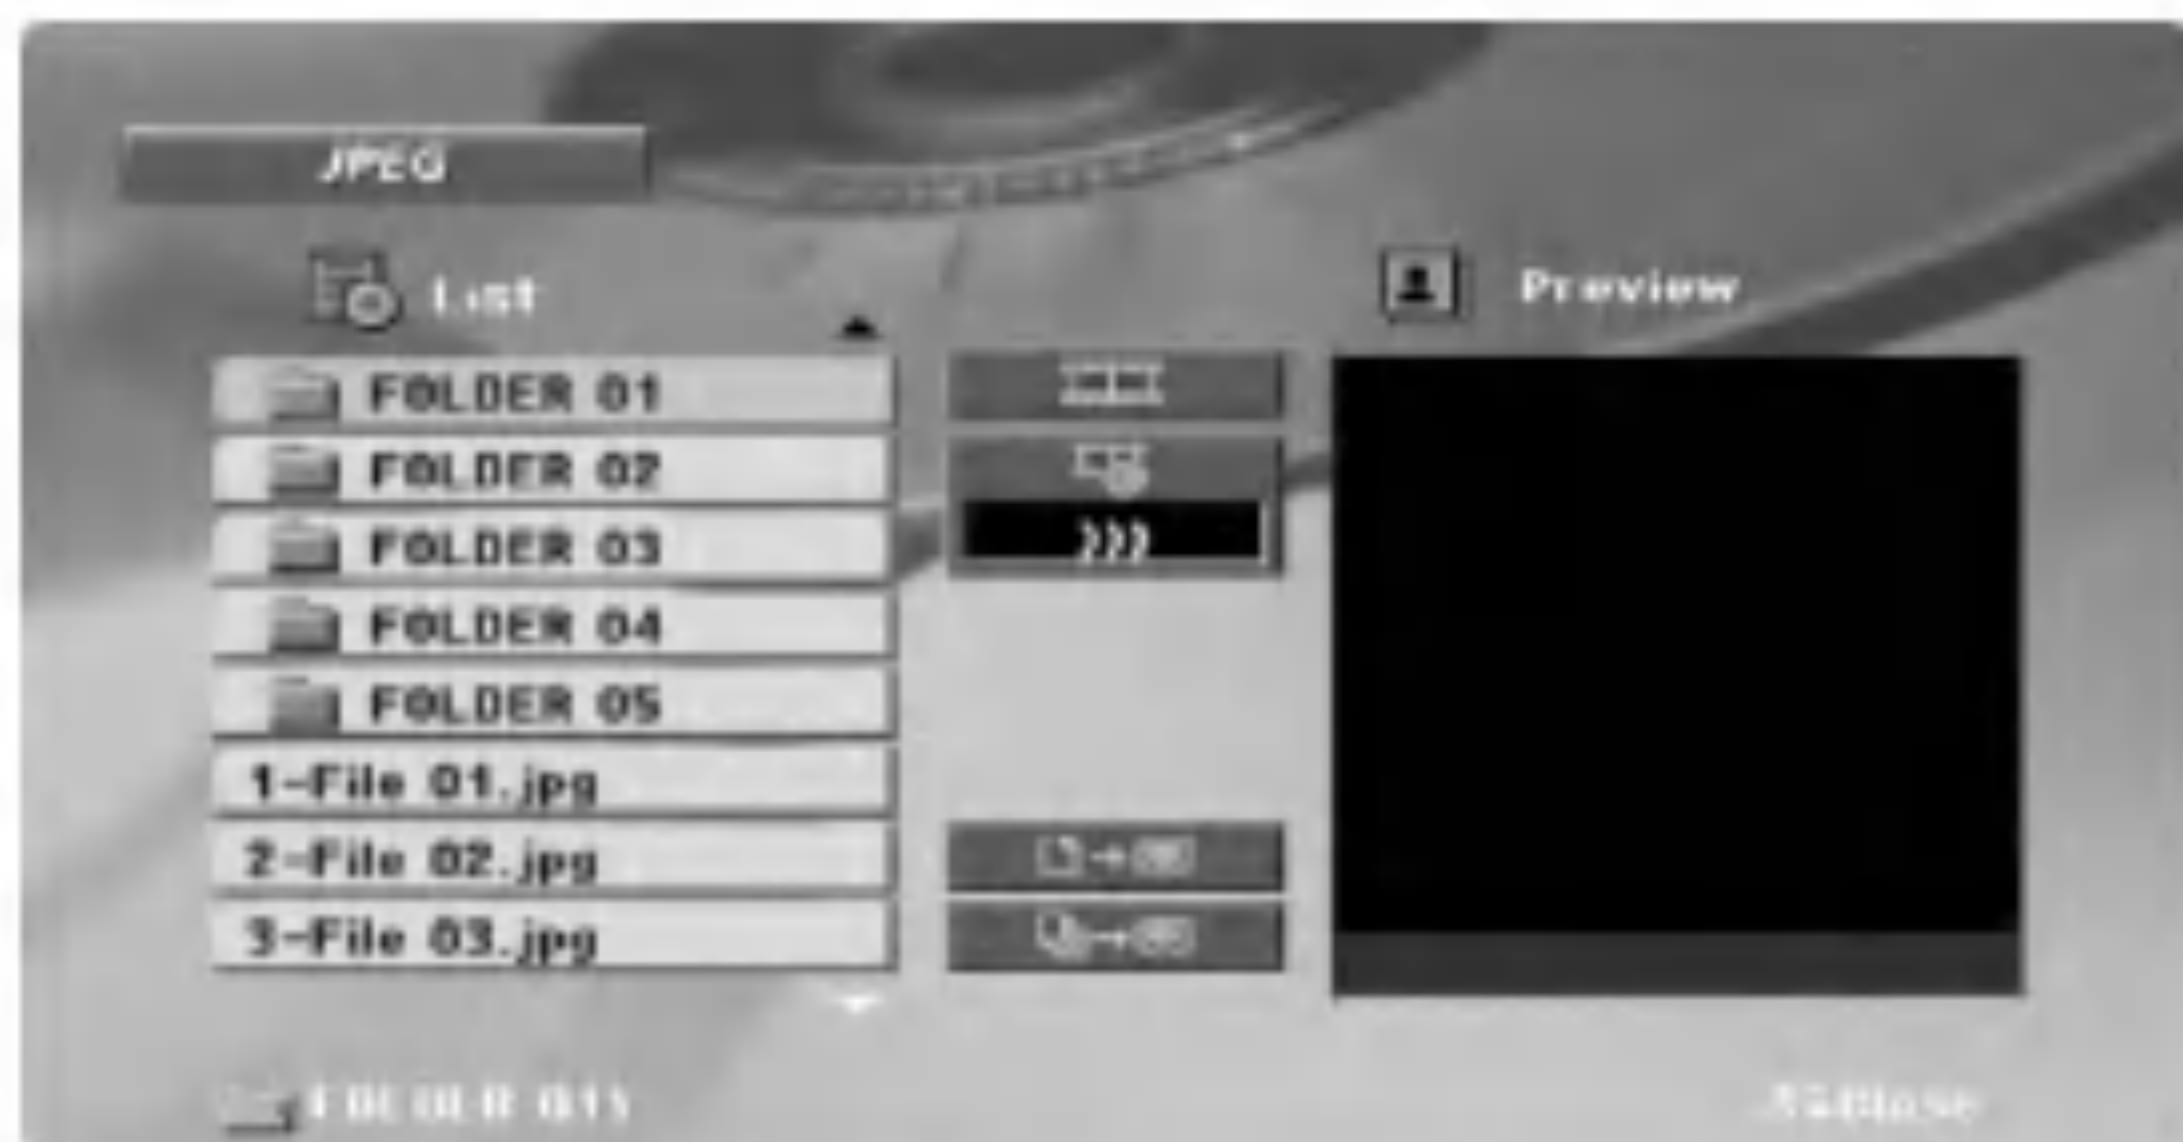 JPEG
List
Preview
FOLDER 01
FOLDER 02
FOLDER 03
FOLDER 04
FOLDER 05
1-File 01.jpg
2-File 02.jpg
3-File 03.jpg